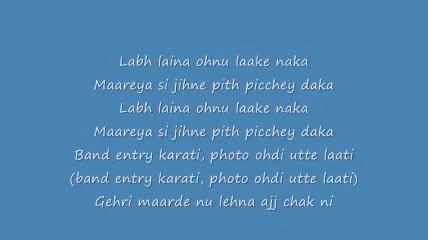 Labh laina ohnu laake naka
Maareya si jihne pith picchey daka
Labh laina ohnu laake naka
Maareya si jihne pith picchey daka
Band entry karati, photo ohdi utte laati
(band entry karati, photo ohdi utte laati)
Gehri maarde nu lehna ajj chak ni